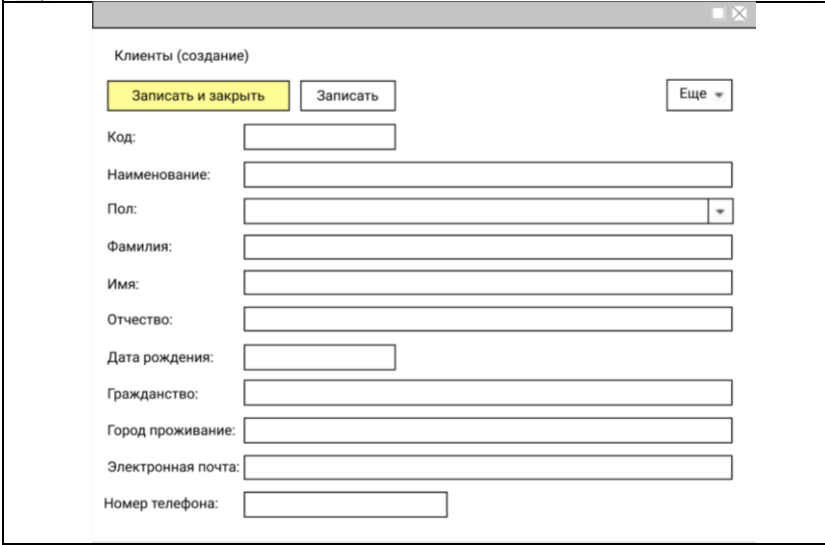 Клиенты (создание)
Записать и закрыть Записать Еще
Код:
Наименование:
Пол:
Фамилия:
Имя:
Отчество:
Дата рождения:
Гражданство:
Город проживание:
Электронная почта:
Номер телефона: